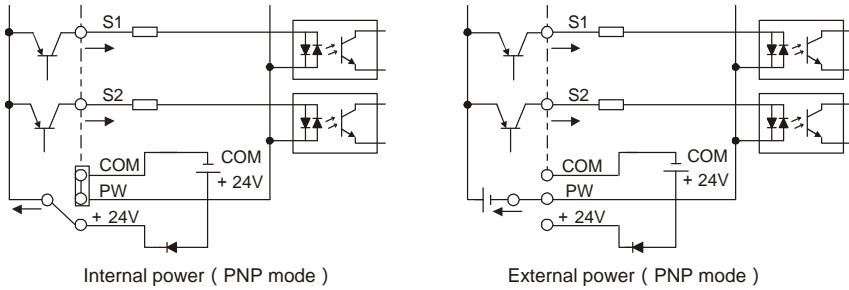 S1
S2
COM
COM
+ 24V
PW
+ 24V
Internal power ( PNP mode )
S1
S2
COM
COM
+ 24V
PW
+ 24V
External power ( PNP mode )